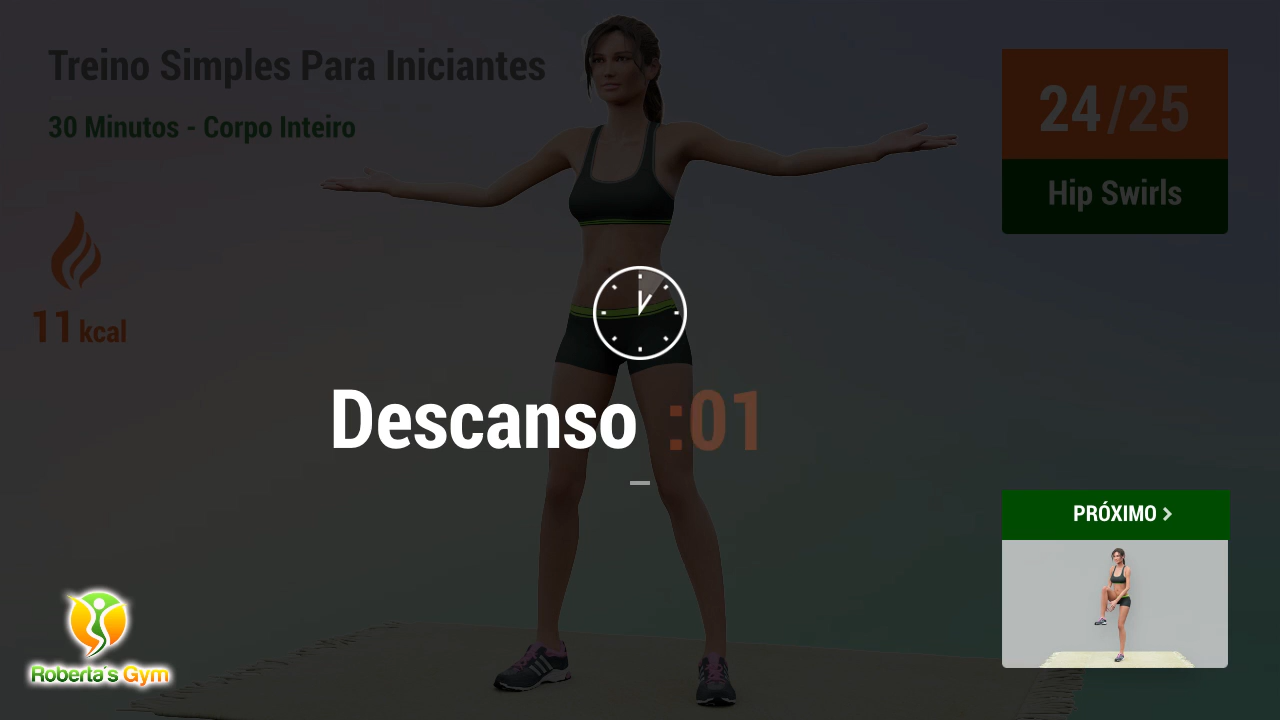 Treino Simples Para Iniciantes
30 Minutos - Corpo Inteiro
24/25
Hip Swirls
11 kcal
Descanso :01
PRÓXIMO >
Roberta's Gym